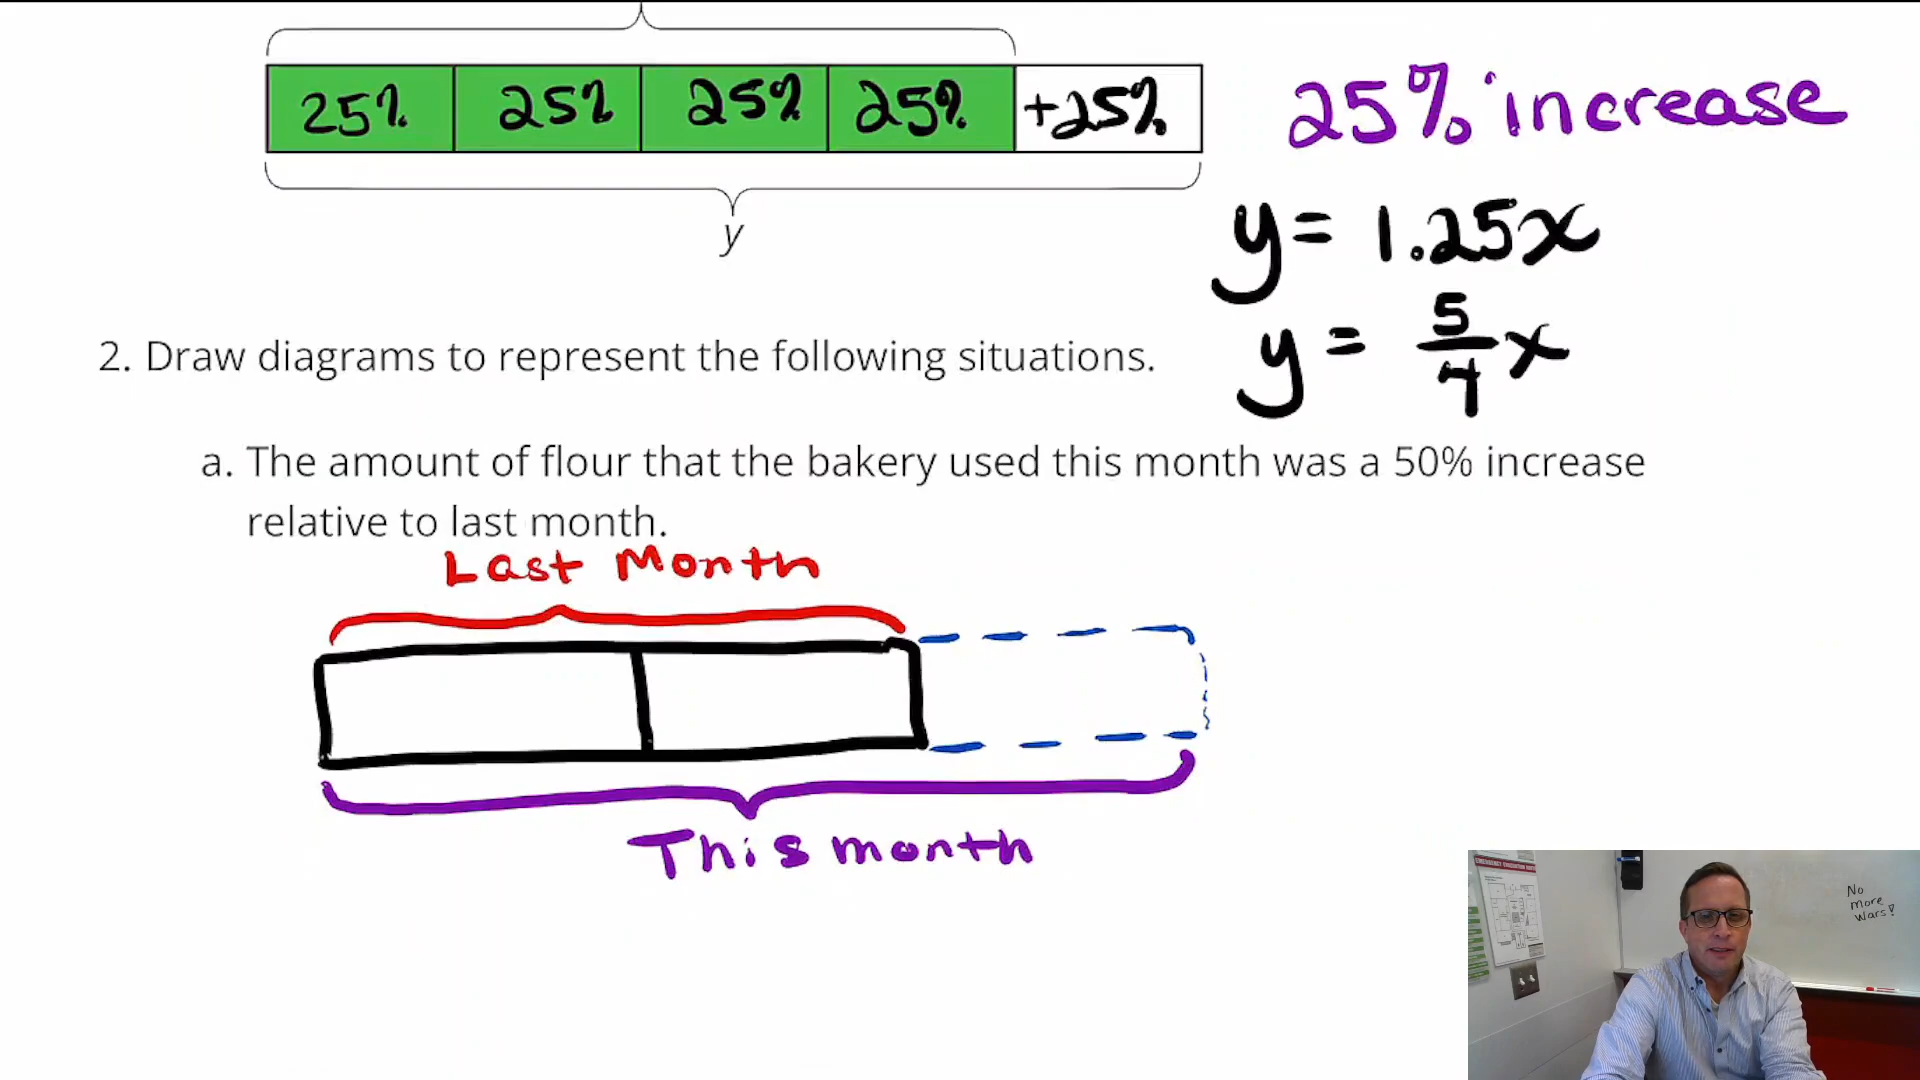 25% 25% 25% 25% +25%
25% increase
y
y = 1.25x
y = 5/4 x
2. Draw diagrams to represent the following situations.
a. The amount of flour that the bakery used this month was a 50% increase
relative to last month.
Last Month
This month
No
more
wars!